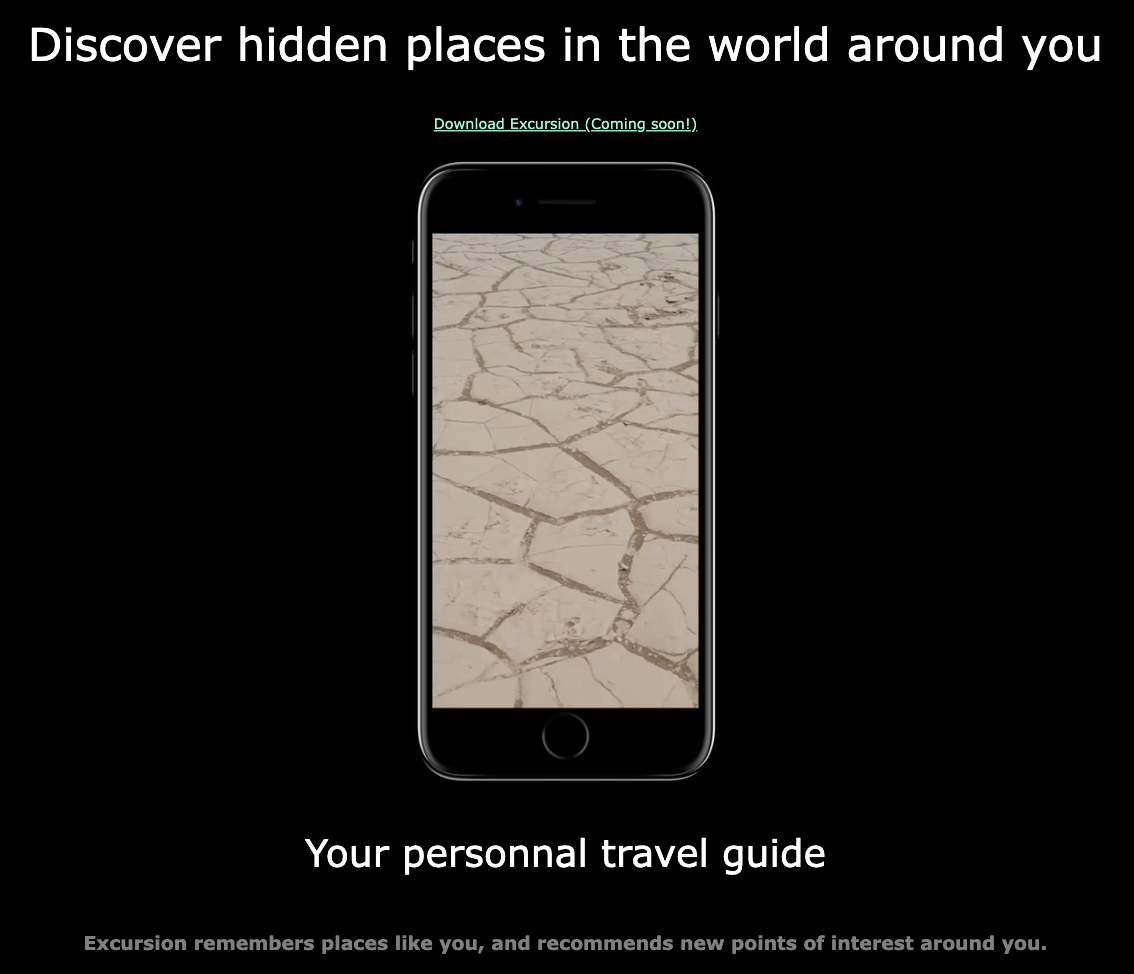 Discover hidden places in the world around you
Download Excursion (Coming soon!)
Your personnal travel guide
Excursion remembers places like you, and recommends new points of interest around you.